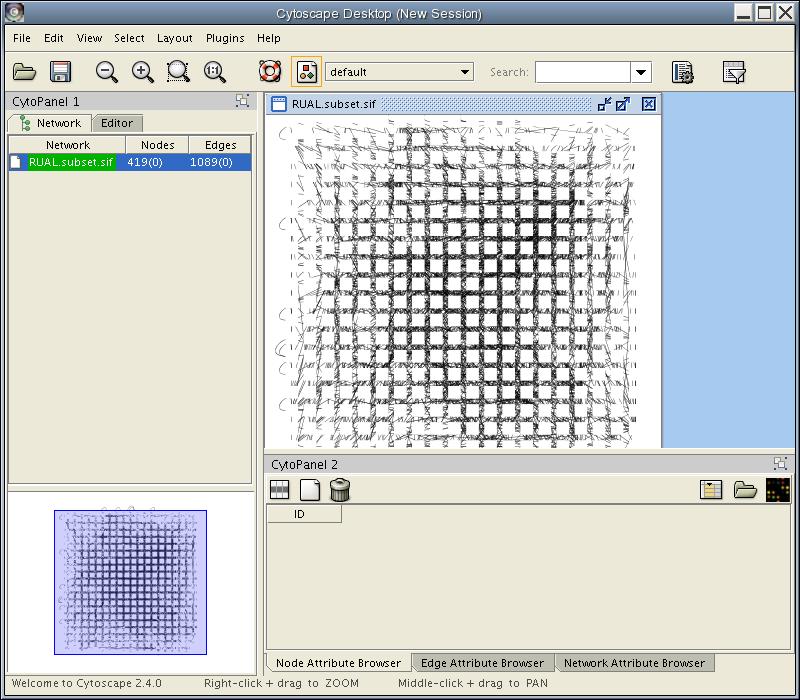 Cytoscape Desktop (New Session)
File Edit View Select Layout Plugins Help
default Search:
CytoPanel 1
Network Editor
Network Nodes Edges
RUAL.subset.sif 419(0) 1089(0)
RUAL.subset.sif
CytoPanel 2
ID
Node Attribute Browser Edge Attribute Browser Network Attribute Browser
Welcome to Cytoscape 2.4.0 Right-click + drag to ZOOM Middle-click + drag to PAN